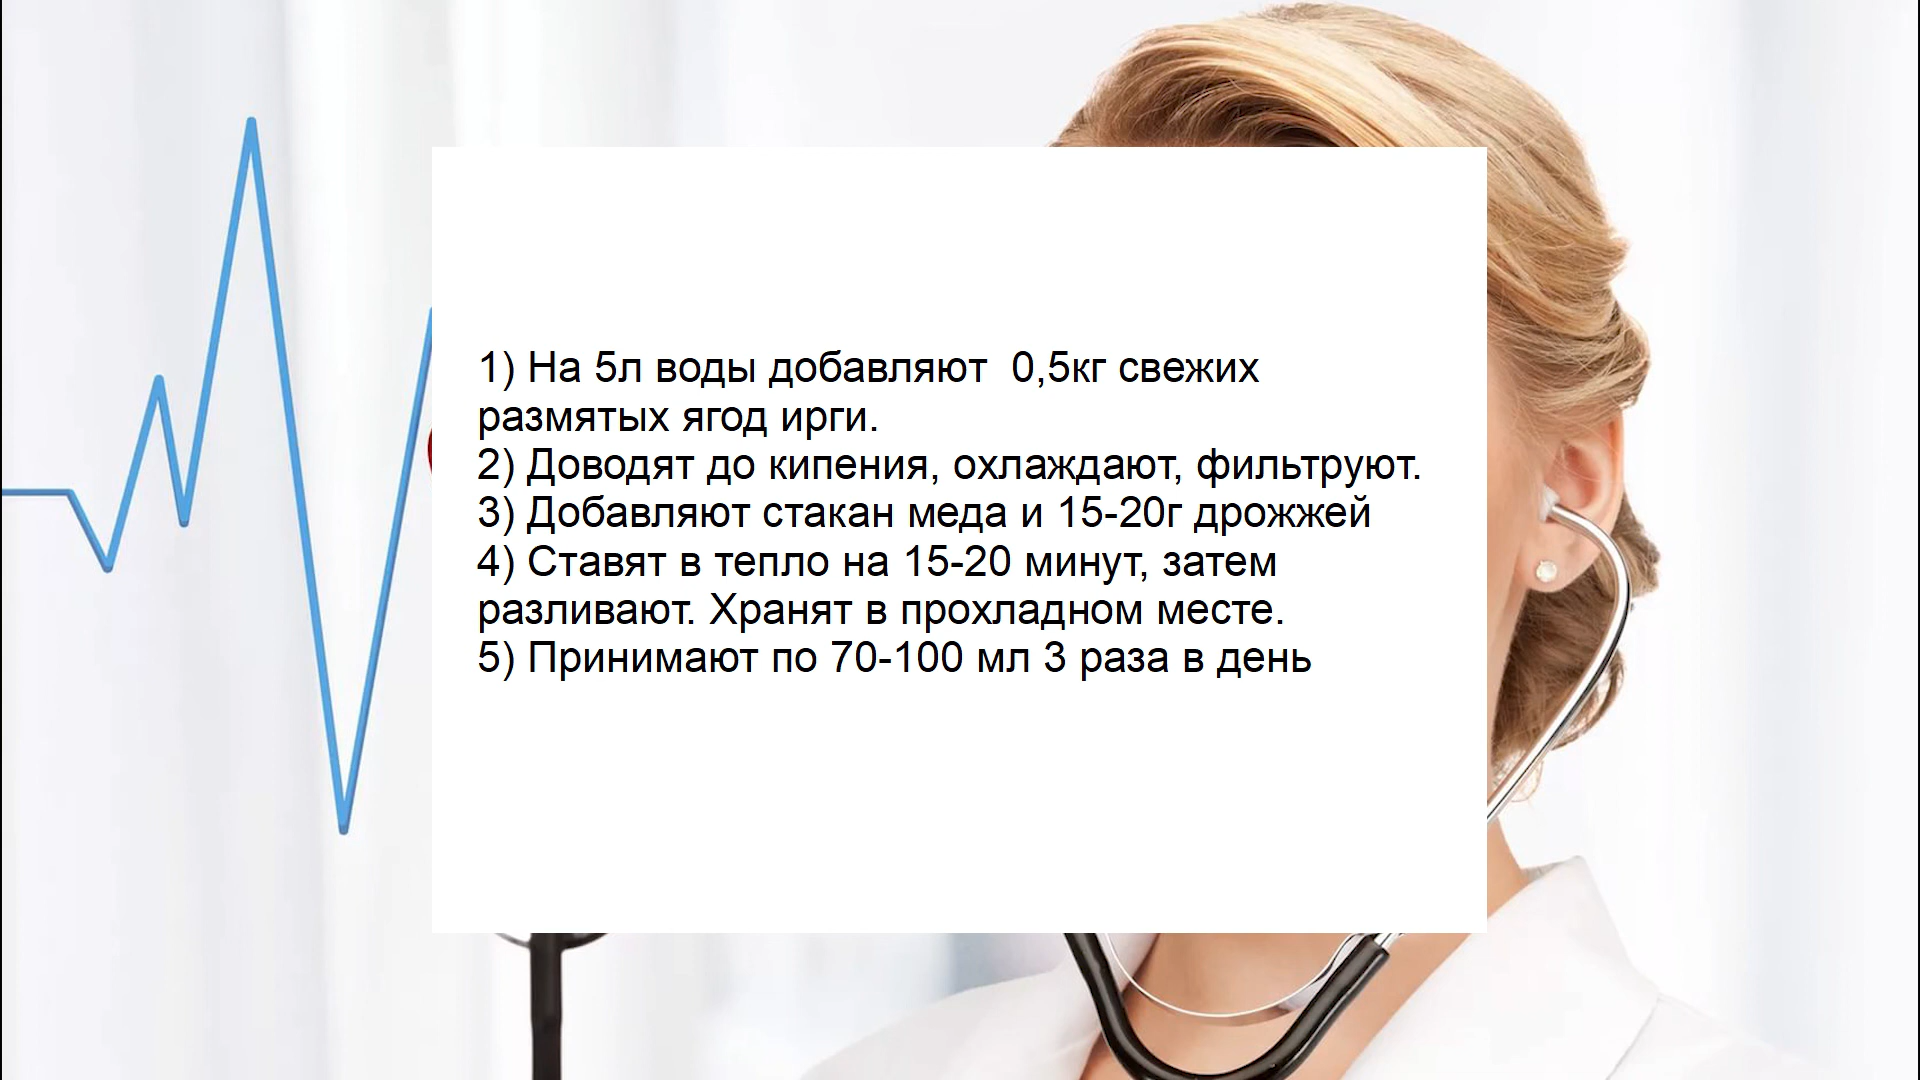 1) На 5л воды добавляют  0,5кг свежих
размятых ягод ирги.
2) Доводят до кипения, охлаждают, фильтруют.
3) Добавляют стакан меда и 15-20г дрожжей
4) Ставят в тепло на 15-20 минут, затем
разливают. Хранят в прохладном месте.
5) Принимают по 70-100 мл 3 раза в день